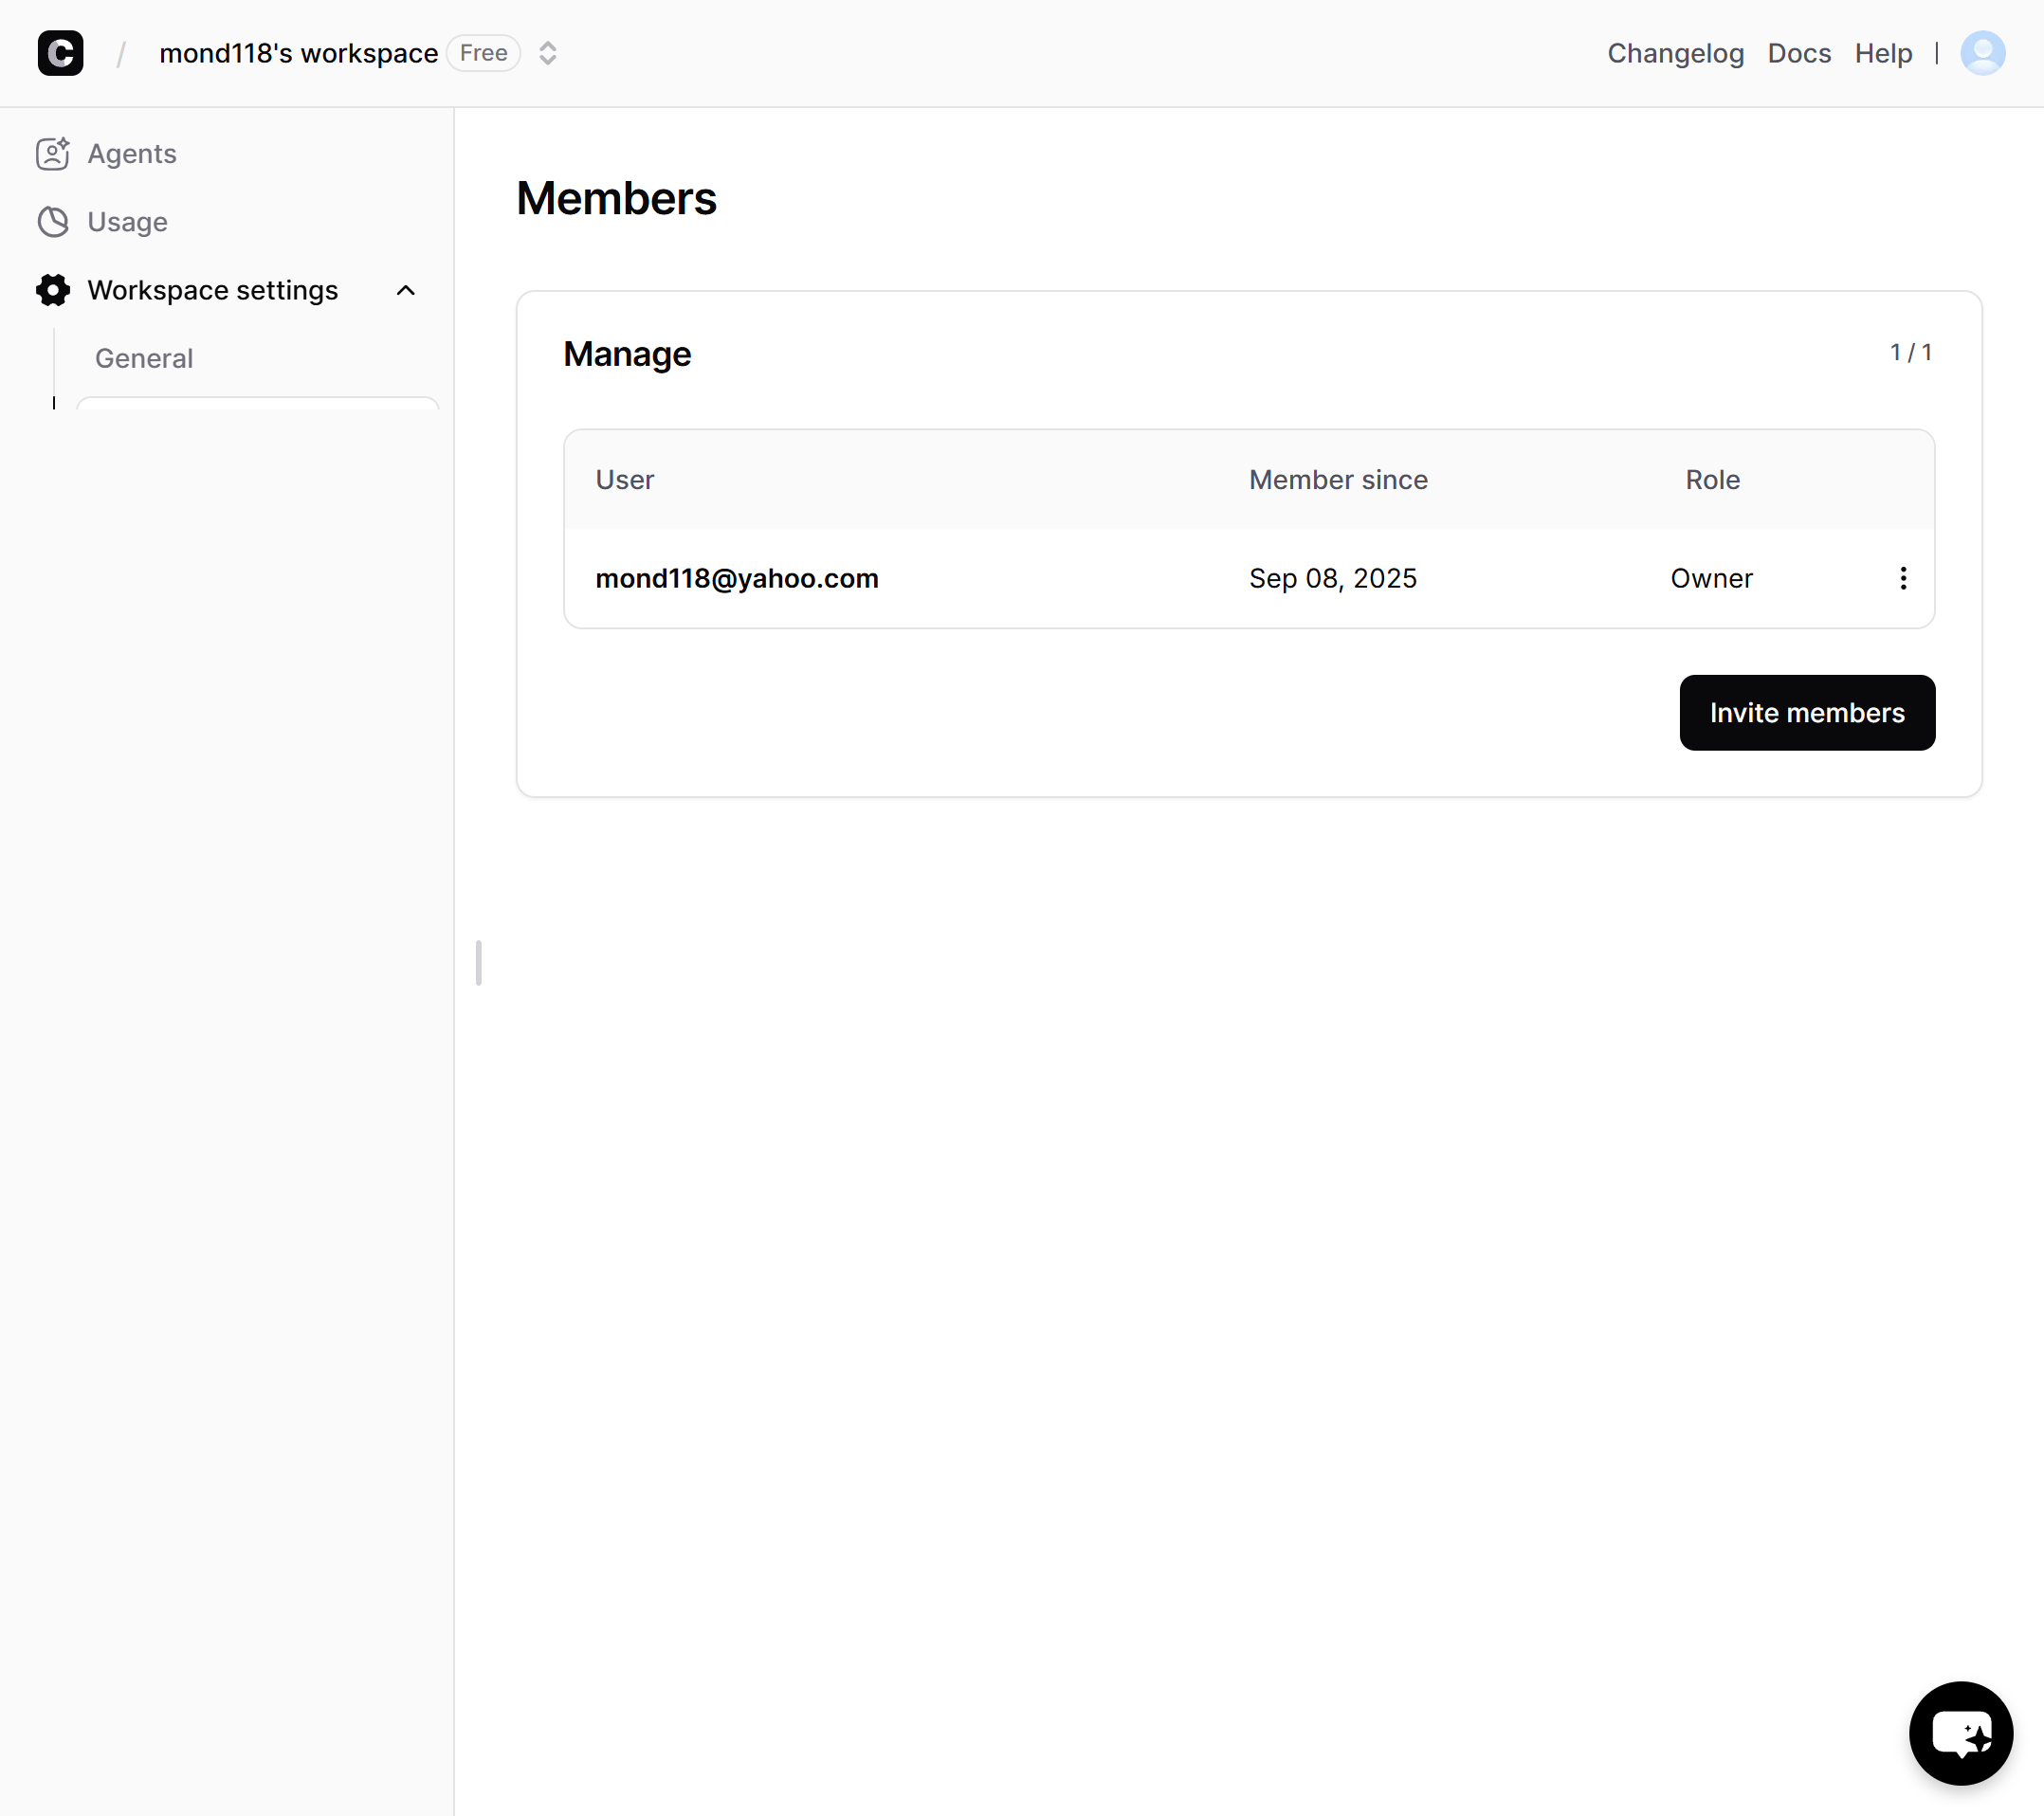 C / mond118's workspace Free
Changelog Docs Help |
Agents
Usage
Workspace settings
General
Members
Manage
1 / 1
User Member since Role
mond118@yahoo.com Sep 08, 2025 Owner
Invite members